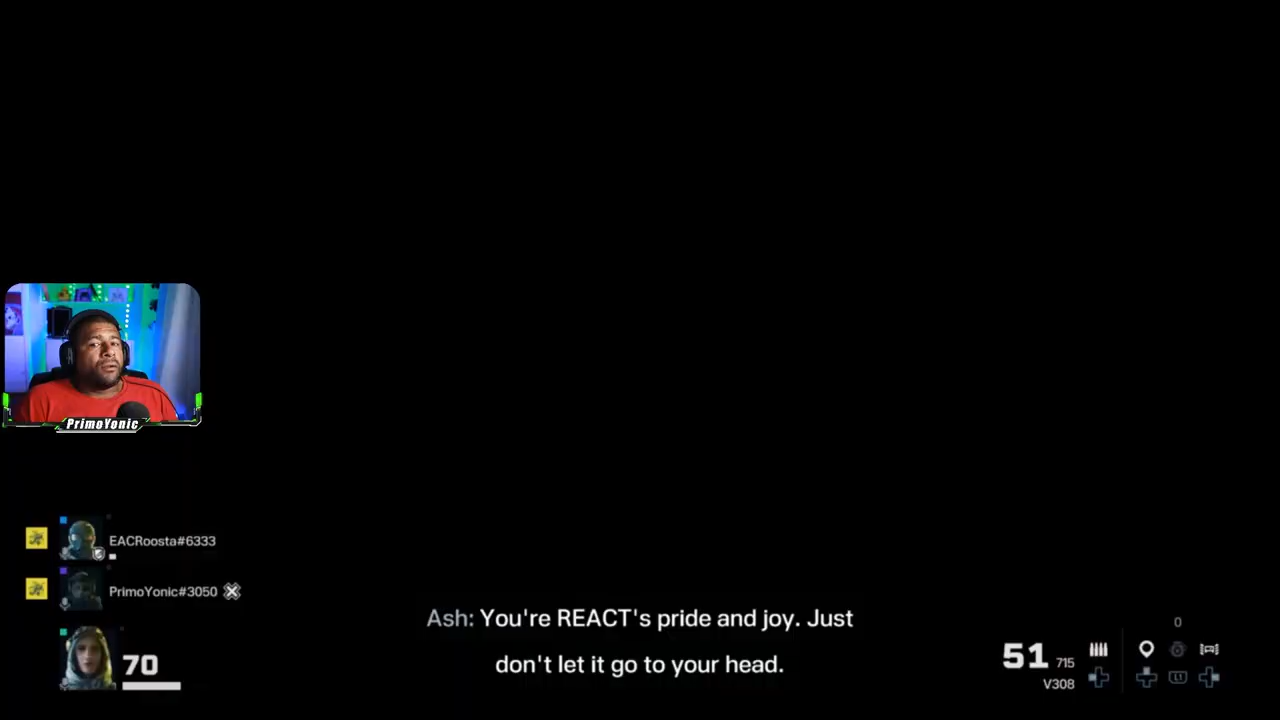 PrimoYonic
EACRoosta#6333
PrimoYonic#3050
70
Ash: You're REACT's pride and joy. Just
don't let it go to your head.
0
51 715
V308
L1